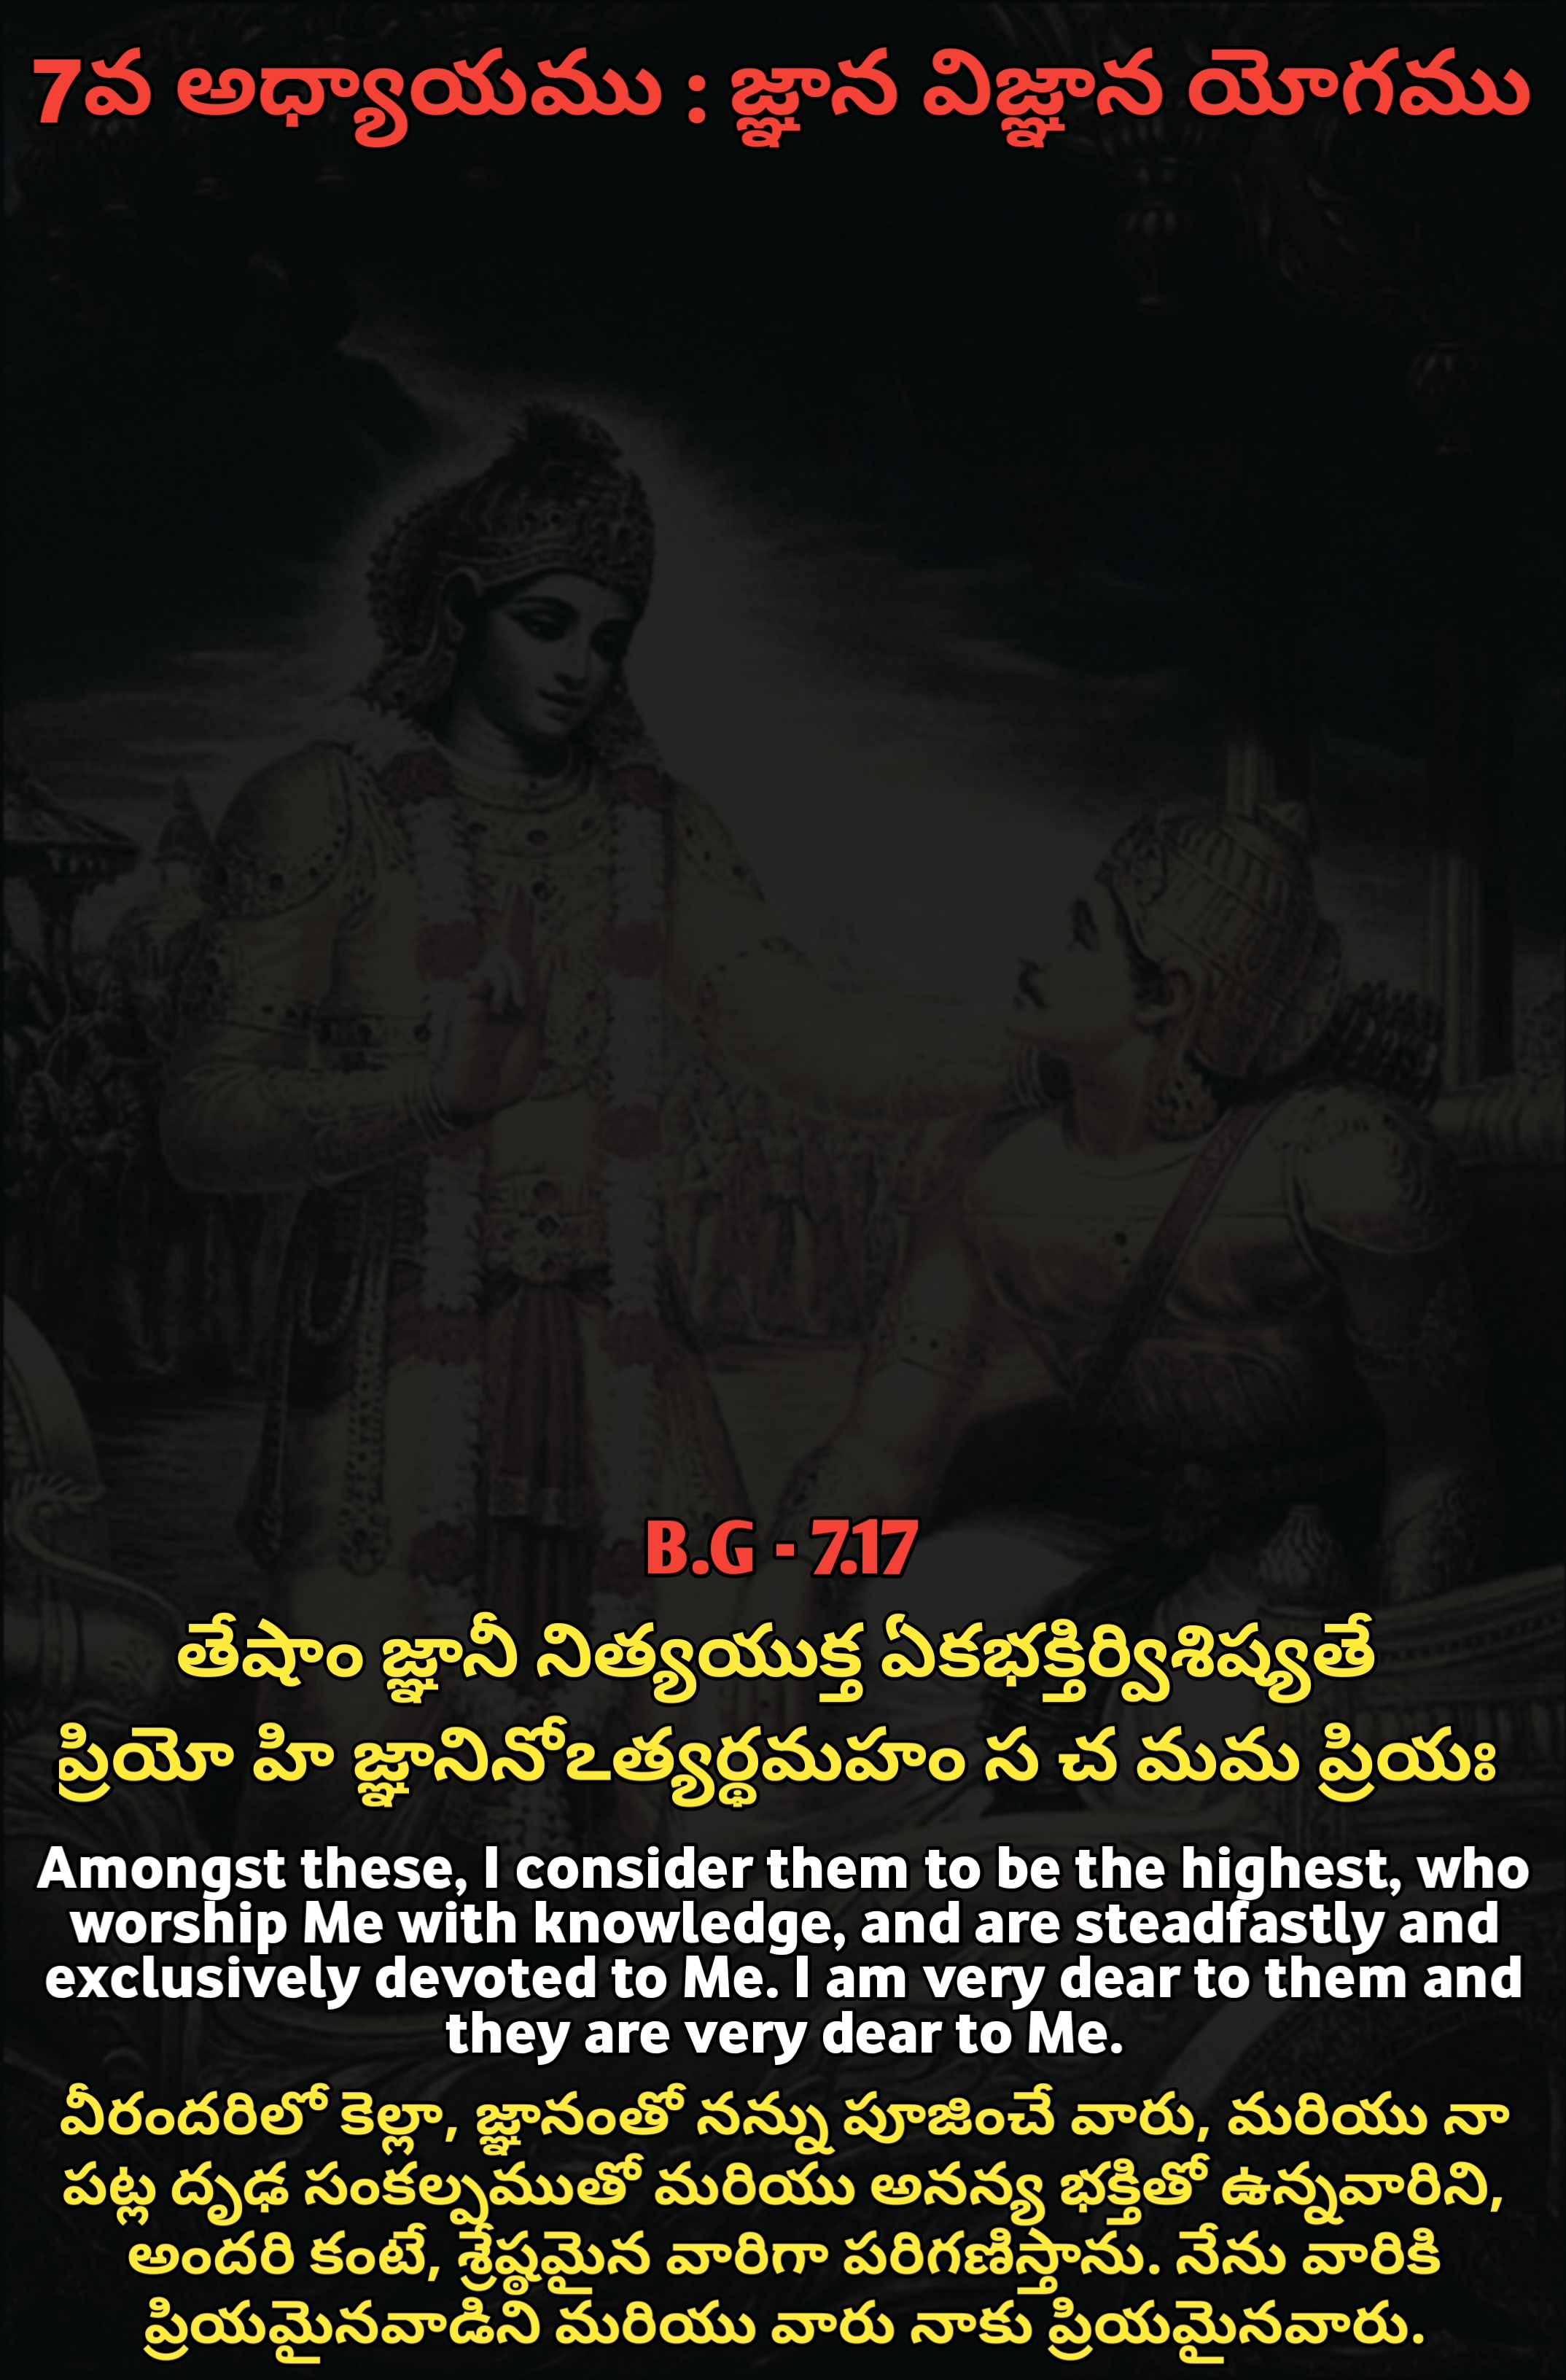 7వ అధ్యాయము : జ్ఞాన విజ్ఞాన యోగము
B.G - 7.17
తేషాం జ్ఞానీ నిత్యయుక్త ఏకభక్తిర్విశిష్యతే
ప్రియో హి జ్ఞానినోఽత్యర్థమహం స చ మమ ప్రియః
Amongst these, I consider them to be the highest, who
worship Me with knowledge, and are steadfastly and
exclusively devoted to Me. I am very dear to them and
they are very dear to Me.
వీరందరిలో కెల్లా, జ్ఞానంతో నన్ను పూజించే వారు, మరియు నా
పట్ల దృఢ సంకల్పముతో మరియు అనన్య భక్తితో ఉన్నవారిని,
అందరి కంటే, శ్రేష్ఠమైన వారిగా పరిగణిస్తాను. నేను వారికి
ప్రియమైనవాడిని మరియు వారు నాకు ప్రియమైనవారు.